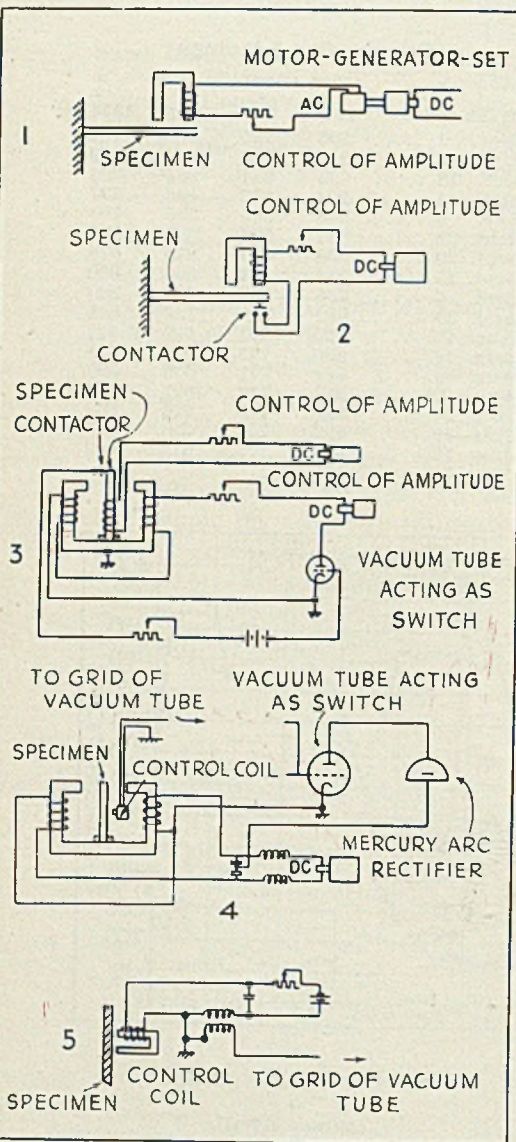 MOTOR-GENERATOR-SET
AC
DC
1
SPECIMEN
CONTROL OF AMPLITUDE
CONTROL OF AMPLITUDE
SPECIMEN
DC
2
CONTACTOR
SPECIMEN
CONTROL OF AMPLITUDE
CONTACTOR
DC
CONTROL OF AMPLITUDE
DC
3
VACUUM TUBE
ACTING AS
SWITCH
TO GRID OF
VACUUM TUBE
VACUUM TUBE ACTING
AS SWITCH
SPECIMEN
CONTROL COIL
MERCURY ARC
RECTIFIER
DC
4
5
CONTROL
COIL
TO GRID OF VACUUM
TUBE
SPECIMEN